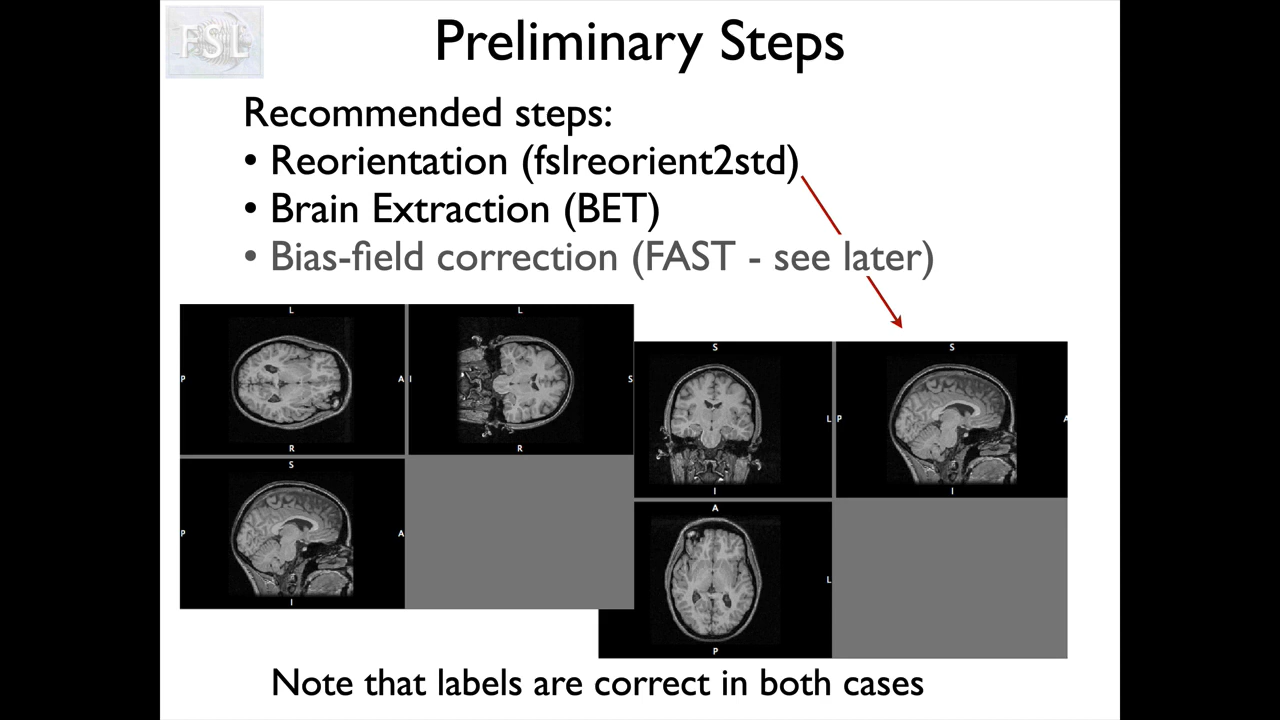 FSL
Preliminary Steps
Recommended steps:
• Reorientation (fslreorient2std)
• Brain Extraction (BET)
• Bias-field correction (FAST - see later)
L
L
P
A
I
S
R
R
S
P
A
I
S
S
L
P
A
I
I
A
L
P
Note that labels are correct in both cases